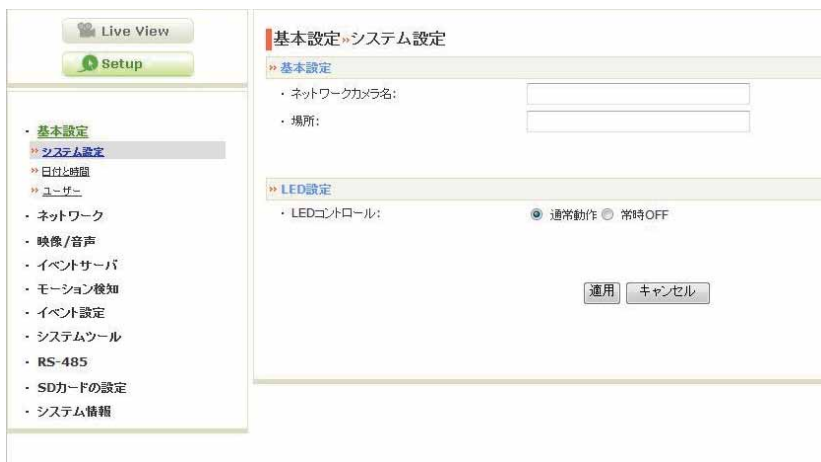 Live View
Setup
・ 基本設定
»システム設定
»日付と時間
»ユーザー
・ ネットワーク
・ 映像/音声
・ イベントサーバ
・ モーション検知
・ イベント設定
・ システムツール
・ RS-485
・ SDカードの設定
・ システム情報
基本設定»システム設定
» 基本設定
・ ネットワークカメラ名:
・ 場所:
» LED設定
・ LEDコントロール: 通常動作 常時OFF
適用 キャンセル